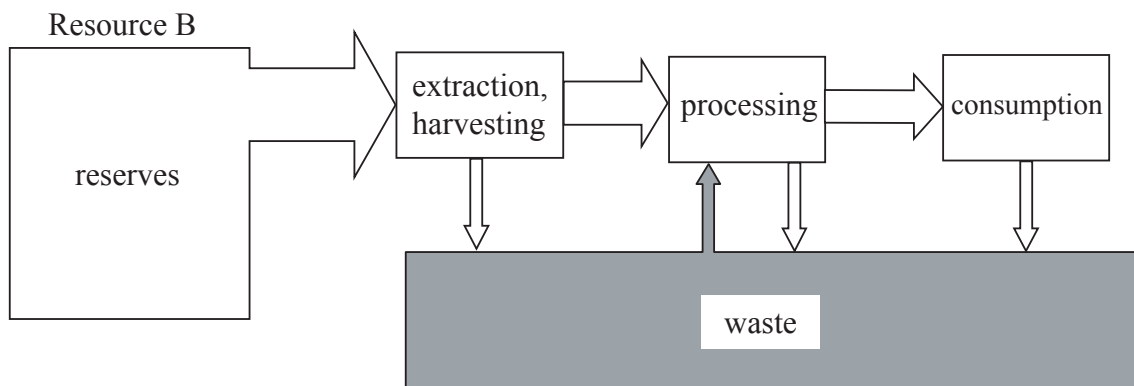 Resource B
reserves
extraction,
harvesting
processing
consumption
waste